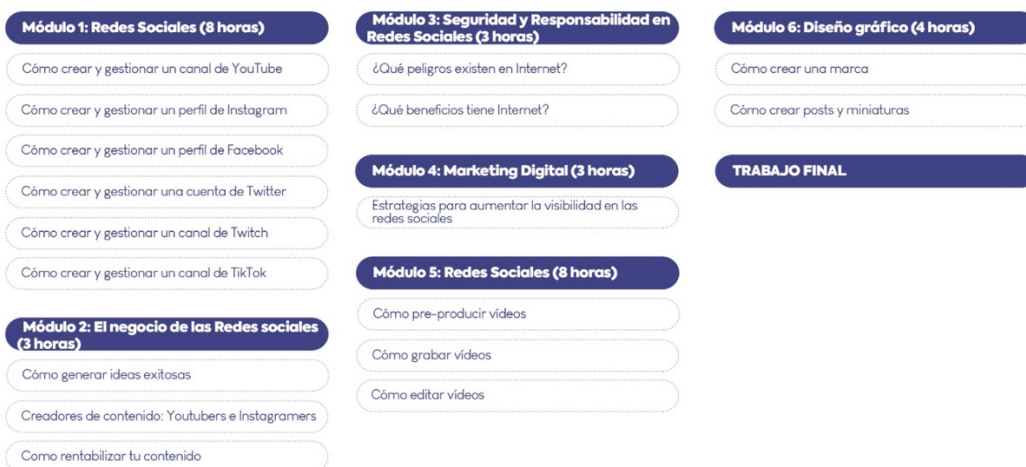 Módulo 1: Redes Sociales (8 horas)
Cómo crear y gestionar un canal de YouTube
Cómo crear y gestionar un perfil de Instagram
Cómo crear y gestionar un perfil de Facebook
Cómo crear y gestionar una cuenta de Twitter
Cómo crear y gestionar un canal de Twitch
Cómo crear y gestionar un canal de TikTok
Módulo 2: El negocio de las Redes sociales
(3 horas)
Cómo generar ideas exitosas
Creadores de contenido: Youtubers e Instagramers
Como rentabilizar tu contenido
Módulo 3: Seguridad y Responsabilidad en
Redes Sociales (3 horas)
¿Qué peligros existen en Internet?
¿Qué beneficios tiene Internet?
Módulo 4: Marketing Digital (3 horas)
Estrategias para aumentar la visibilidad en las
redes sociales
Módulo 5: Redes Sociales (8 horas)
Cómo pre-producir vídeos
Cómo grabar vídeos
Cómo editar vídeos
Módulo 6: Diseño gráfico (4 horas)
Cómo crear una marca
Cómo crear posts y miniaturas
TRABAJO FINAL